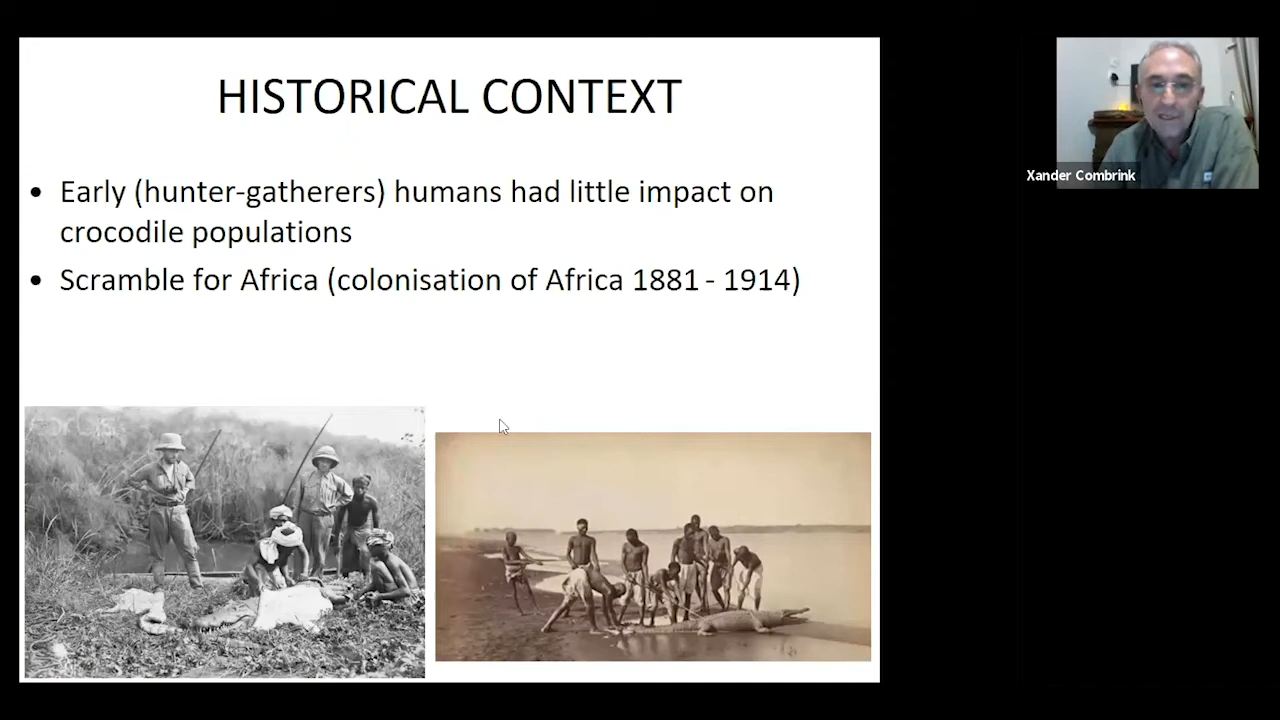 HISTORICAL CONTEXT
• Early (hunter-gatherers) humans had little impact on
crocodile populations
• Scramble for Africa (colonisation of Africa 1881 - 1914)
Xander Combrink